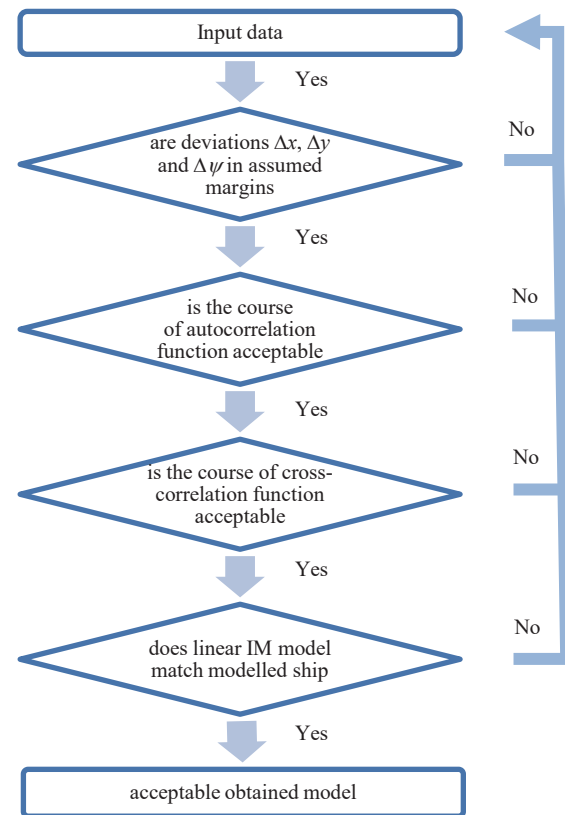 Input data
Yes
are deviations Δx, Δy
and Δψ in assumed
margins
No
Yes
is the course
of autocorrelation
function acceptable
No
Yes
is the course of cross-
correlation function
acceptable
No
Yes
does linear IM model
match modelled ship
No
Yes
acceptable obtained model